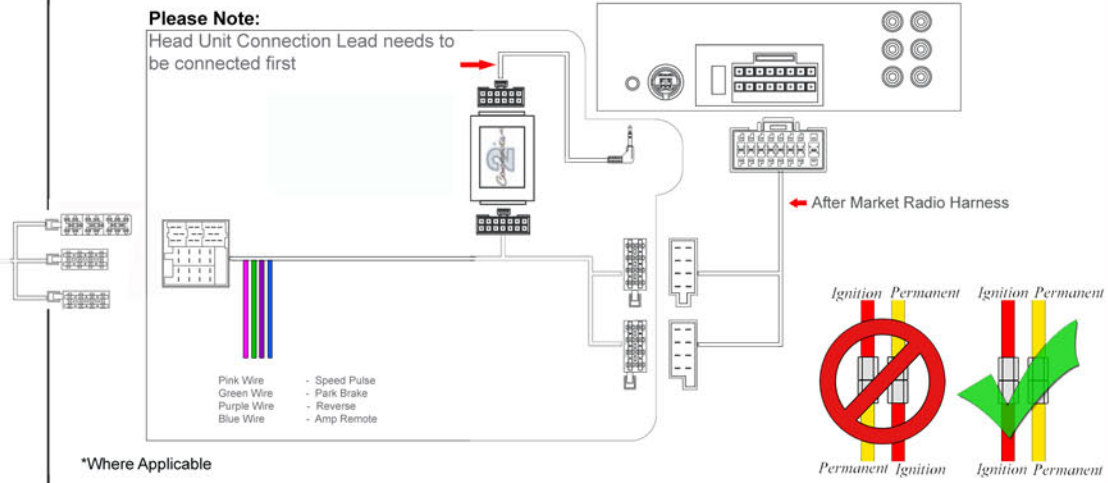 Please Note:
Head Unit Connection Lead needs to
be connected first
After Market Radio Harness
Ignition Permanent Ignition Permanent
Pink Wire - Speed Pulse
Green Wire - Park Brake
Purple Wire - Reverse
Blue Wire - Amp Remote
Permanent Ignition Ignition Permanent
*Where Applicable